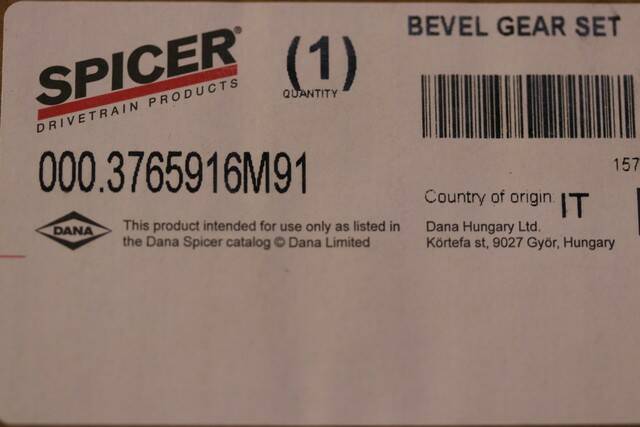 SPICER®
DRIVETRAIN PRODUCTS
(1)
QUANTITY
BEVEL GEAR SET
000.3765916M91
157
Country of origin IT
DANA
This product intended for use only as listed in
the Dana Spicer catalog © Dana Limited
Dana Hungary Ltd.
Körtefa st, 9027 Györ, Hungary